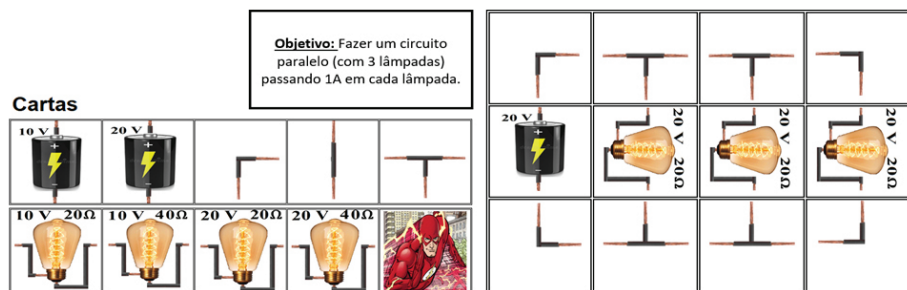 Objetivo: Fazer um circuito
paralelo (com 3 lâmpadas)
passando 1A em cada lâmpada.
Cartas
10 V
+
-
20 V
+
-
10 V 20Ω
10 V 40Ω
20 V 20Ω
20 V 40Ω
20 V
+
-
20 V 20Ω
20 V 20Ω
20 V 20Ω